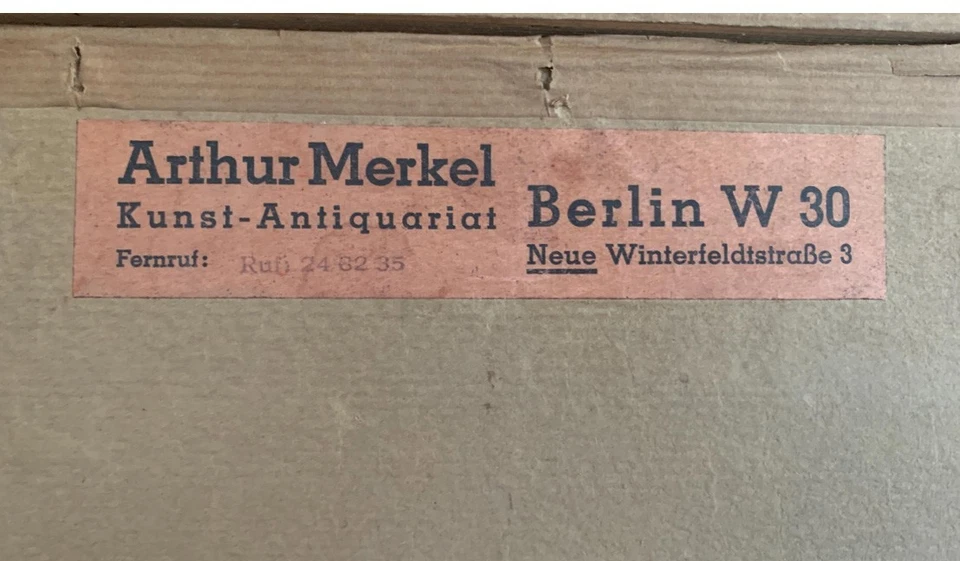 Arthur Merkel
Kunst-Antiquariat
Fernruf: Ruf: 24 82 35
Berlin W 30
Neue Winterfeldtstraße 3